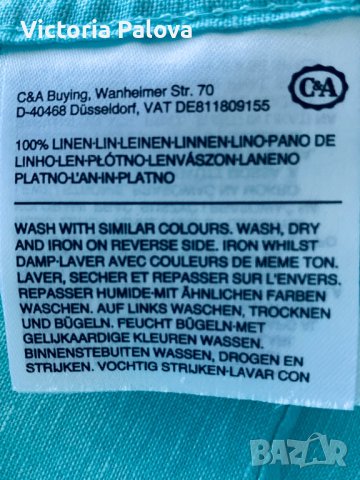 Victoria Palova
C&A Buying, Wanheimer Str. 70
D-40468 Düsseldorf, VAT DE811809155
C&A
100% LINEN-LIN-LEINEN-LINNEN-LINO-PANO DE
LINHO-LEN-PŁÓTNO-LENVÁSZON-LANENO
PLATNO-ĽAN-IN-PLATNO
WASH WITH SIMILAR COLOURS. WASH, DRY
AND IRON ON REVERSE SIDE. IRON WHILST
DAMP-LAVER AVEC COULEURS DE MEME TON.
LAVER, SECHER ET REPASSER SUR L'ENVERS.
REPASSER HUMIDE-MIT ÄHNLICHEN FARBEN
WASCHEN. AUF LINKS WASCHEN, TROCKNEN
UND BÜGELN. FEUCHT BÜGELN-MET
GELIJKAARDIGE KLEUREN WASSEN.
BINNENSTEBUITEN WASSEN, DROGEN EN
STRIJKEN. VOCHTIG STRIJKEN-LAVAR CON
BAZAR.BG